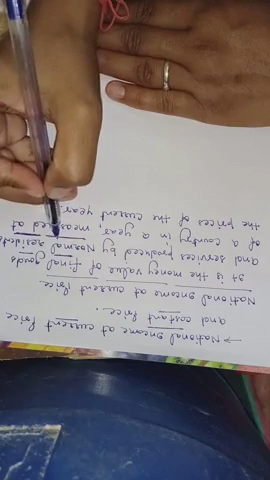 → National Income at current Price
and constant Price.
National Income at current Price
It is the money value of final goods
and services produced by Normal Residents
of a country in a year, measured at
the prices of the current year